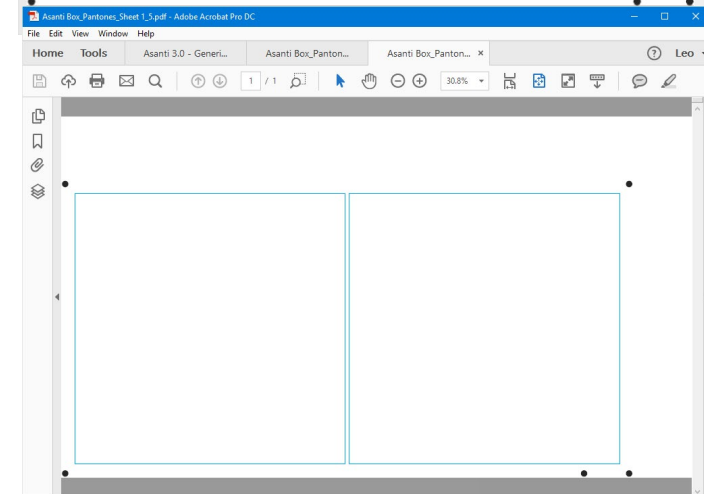 Asanti Box_Pantones_Sheet 1_5.pdf - Adobe Acrobat Pro DC
File Edit View Window Help
Home Tools Asanti 3.0 - Generi... Asanti Box_Panton... Asanti Box_Panton... × ? Leo
1 / 1 30.8%